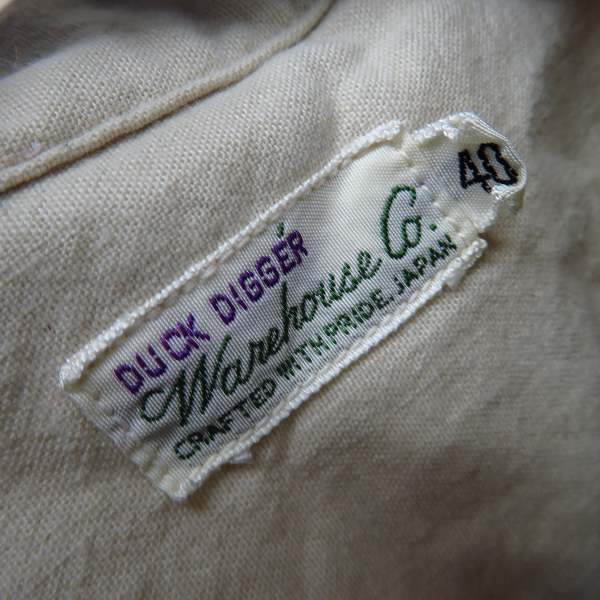 DUCK DIGGER
Warehouse Co.
CRAFTED WITH PRIDE. JAPAN
40